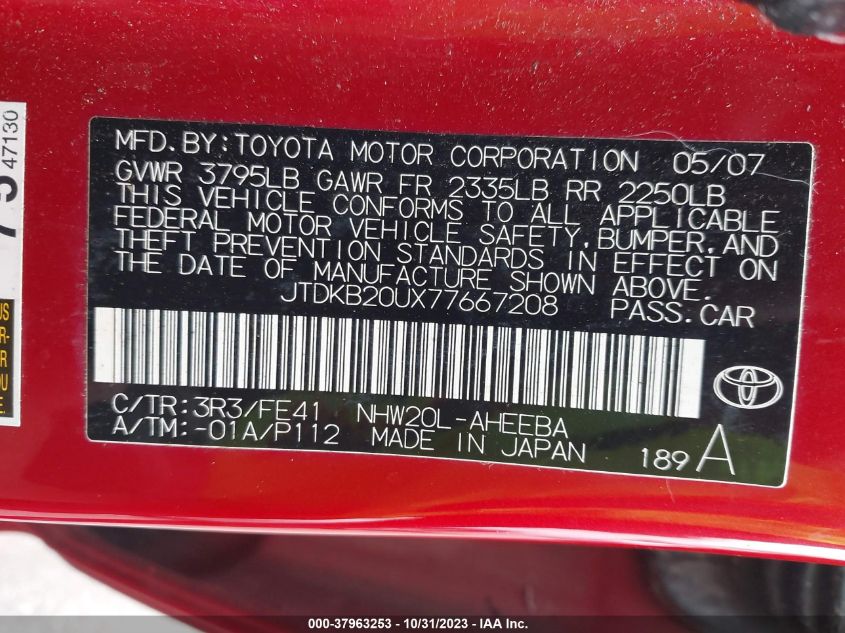 MFD.BY:TOYOTA MOTOR CORPORATION 05/07
GVWR 3795LB GAWR FR 2335LB RR 2250LB
THIS VEHICLE CONFORMS TO ALL APPLICABLE
FEDERAL MOTOR VEHICLE SAFETY,BUMPER,AND
THEFT PREVENTION STANDARDS IN EFFECT ON
THE DATE OF MANUFACTURE SHOWN ABOVE.
JTDKB20UX77667208 PASS.CAR
C/TR:3R3/FE41 NHW20L-AHEEBA
A/TM:-01A/P112 MADE IN JAPAN
189A
47130
US
R-
R
OU
000-37963253 - 10/31/2023 - IAA Inc.